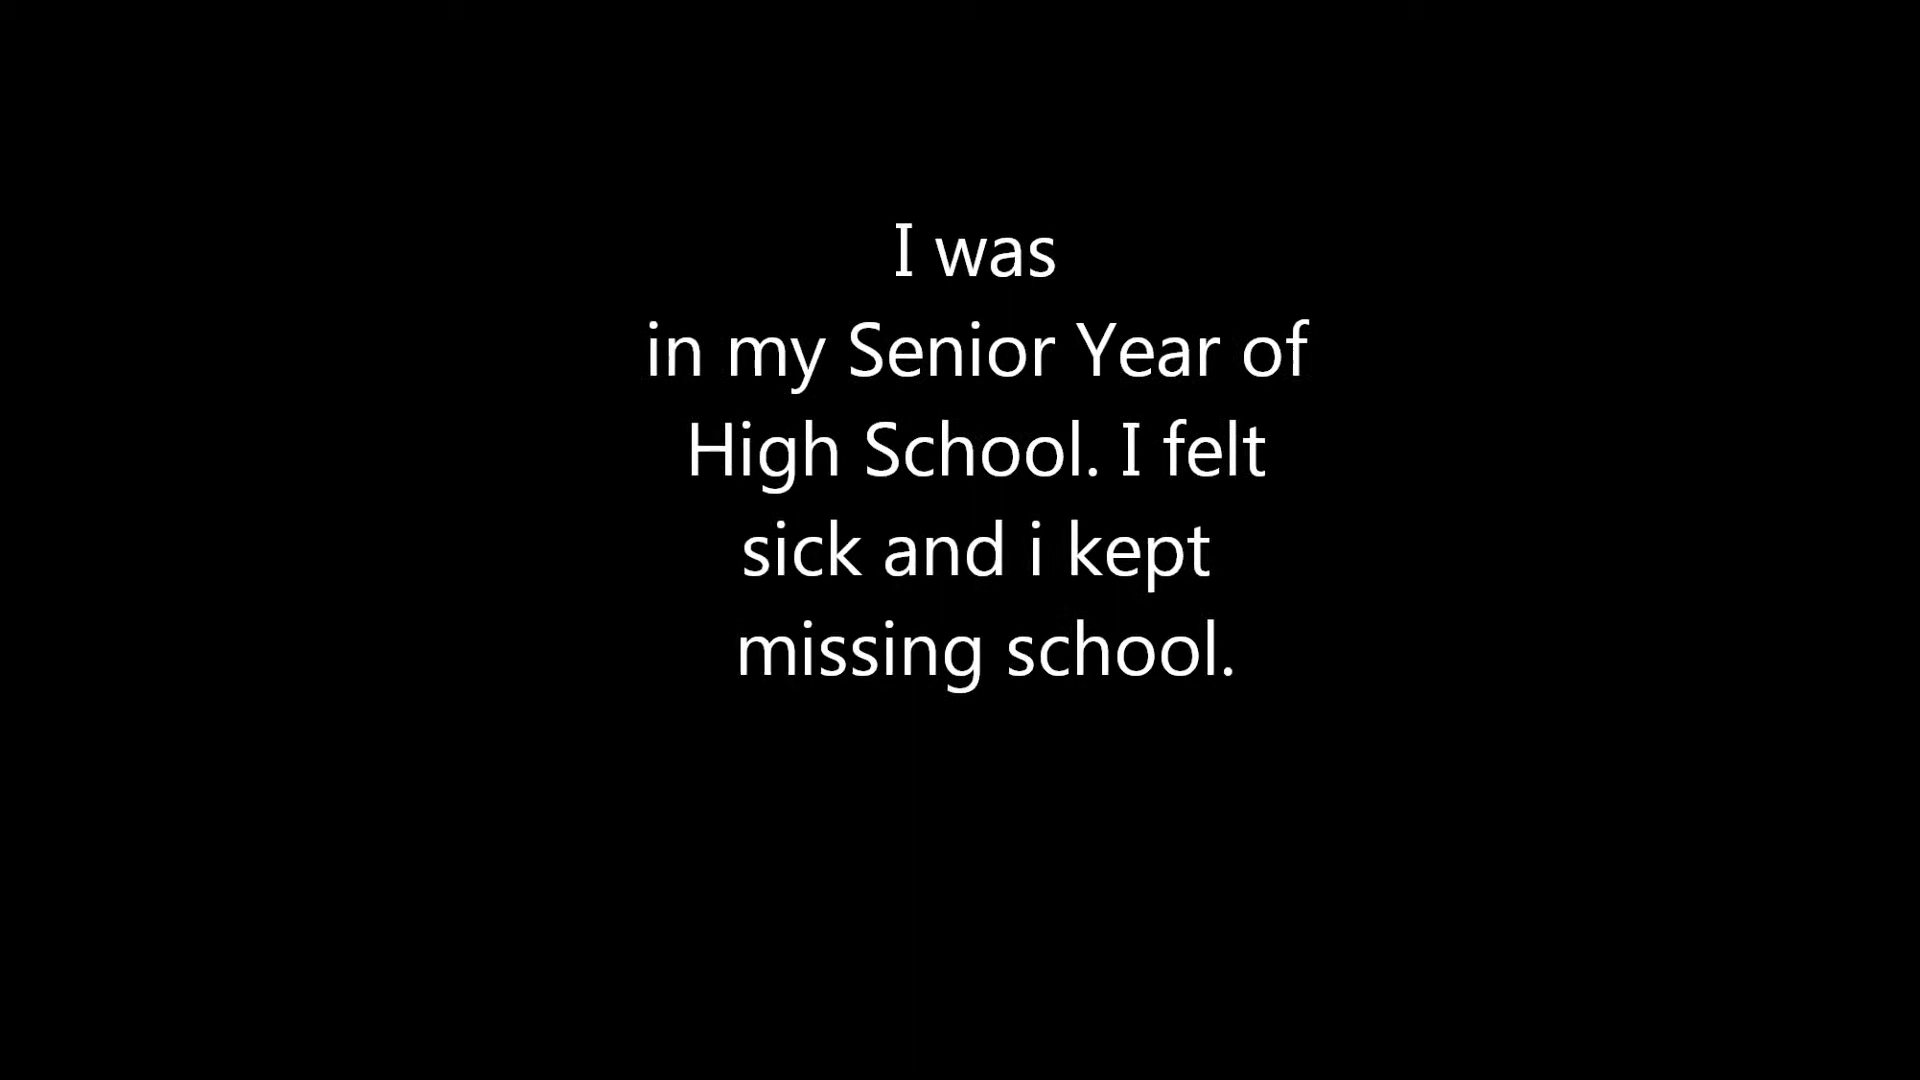 I was
in my Senior Year of
High School. I felt
sick and i kept
missing school.